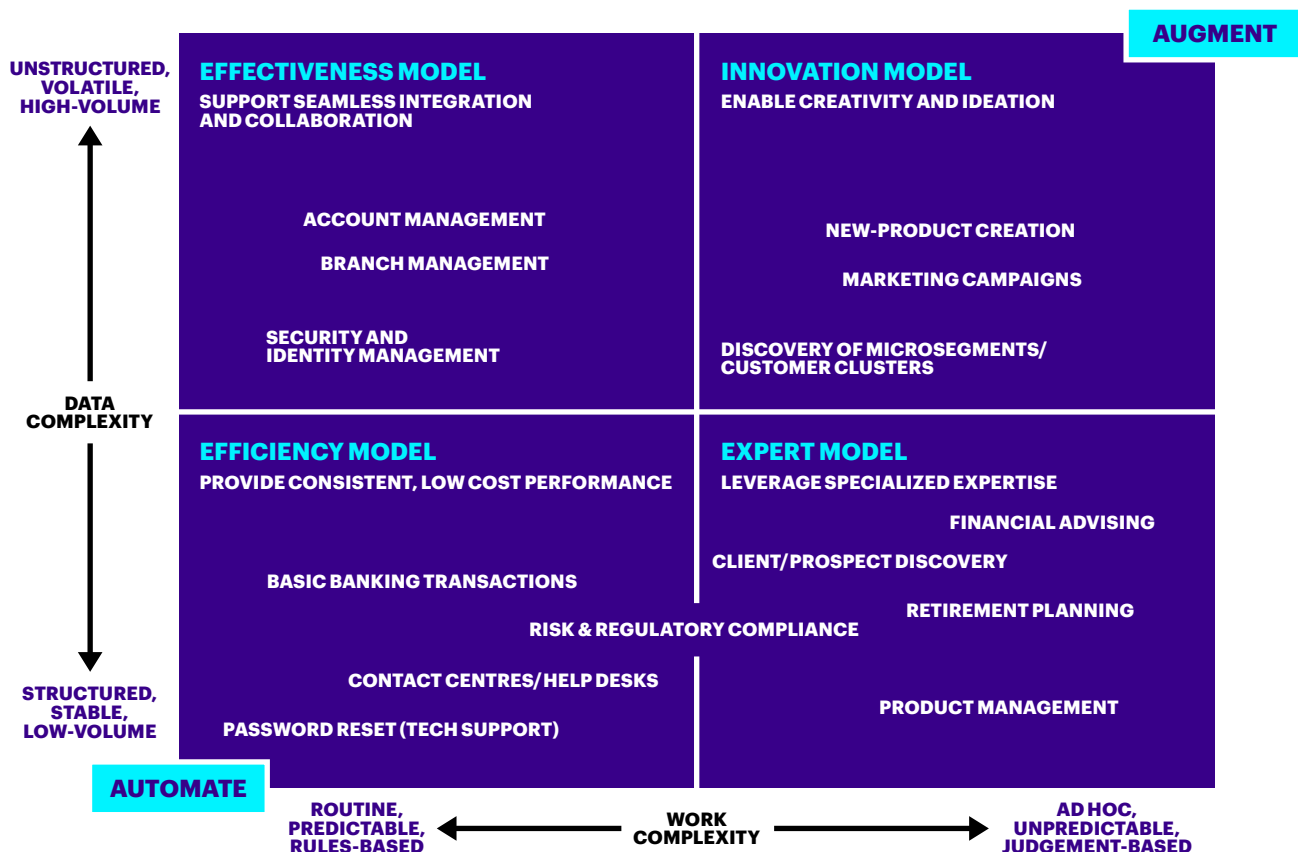 AUGMENT
UNSTRUCTURED,
VOLATILE,
HIGH-VOLUME
EFFECTIVENESS MODEL
SUPPORT SEAMLESS INTEGRATION
AND COLLABORATION
ACCOUNT MANAGEMENT
BRANCH MANAGEMENT
SECURITY AND
IDENTITY MANAGEMENT
INNOVATION MODEL
ENABLE CREATIVITY AND IDEATION
NEW-PRODUCT CREATION
MARKETING CAMPAIGNS
DISCOVERY OF MICROSEGMENTS/
CUSTOMER CLUSTERS
DATA
COMPLEXITY
EFFICIENCY MODEL
PROVIDE CONSISTENT, LOW COST PERFORMANCE
BASIC BANKING TRANSACTIONS
RISK & REGULATORY COMPLIANCE
CONTACT CENTRES/HELP DESKS
PASSWORD RESET (TECH SUPPORT)
EXPERT MODEL
LEVERAGE SPECIALIZED EXPERTISE
FINANCIAL ADVISING
CLIENT/PROSPECT DISCOVERY
RETIREMENT PLANNING
PRODUCT MANAGEMENT
STRUCTURED,
STABLE,
LOW-VOLUME
AUTOMATE
ROUTINE,
PREDICTABLE,
RULES-BASED
WORK
COMPLEXITY
AD HOC,
UNPREDICTABLE,
JUDGEMENT-BASED